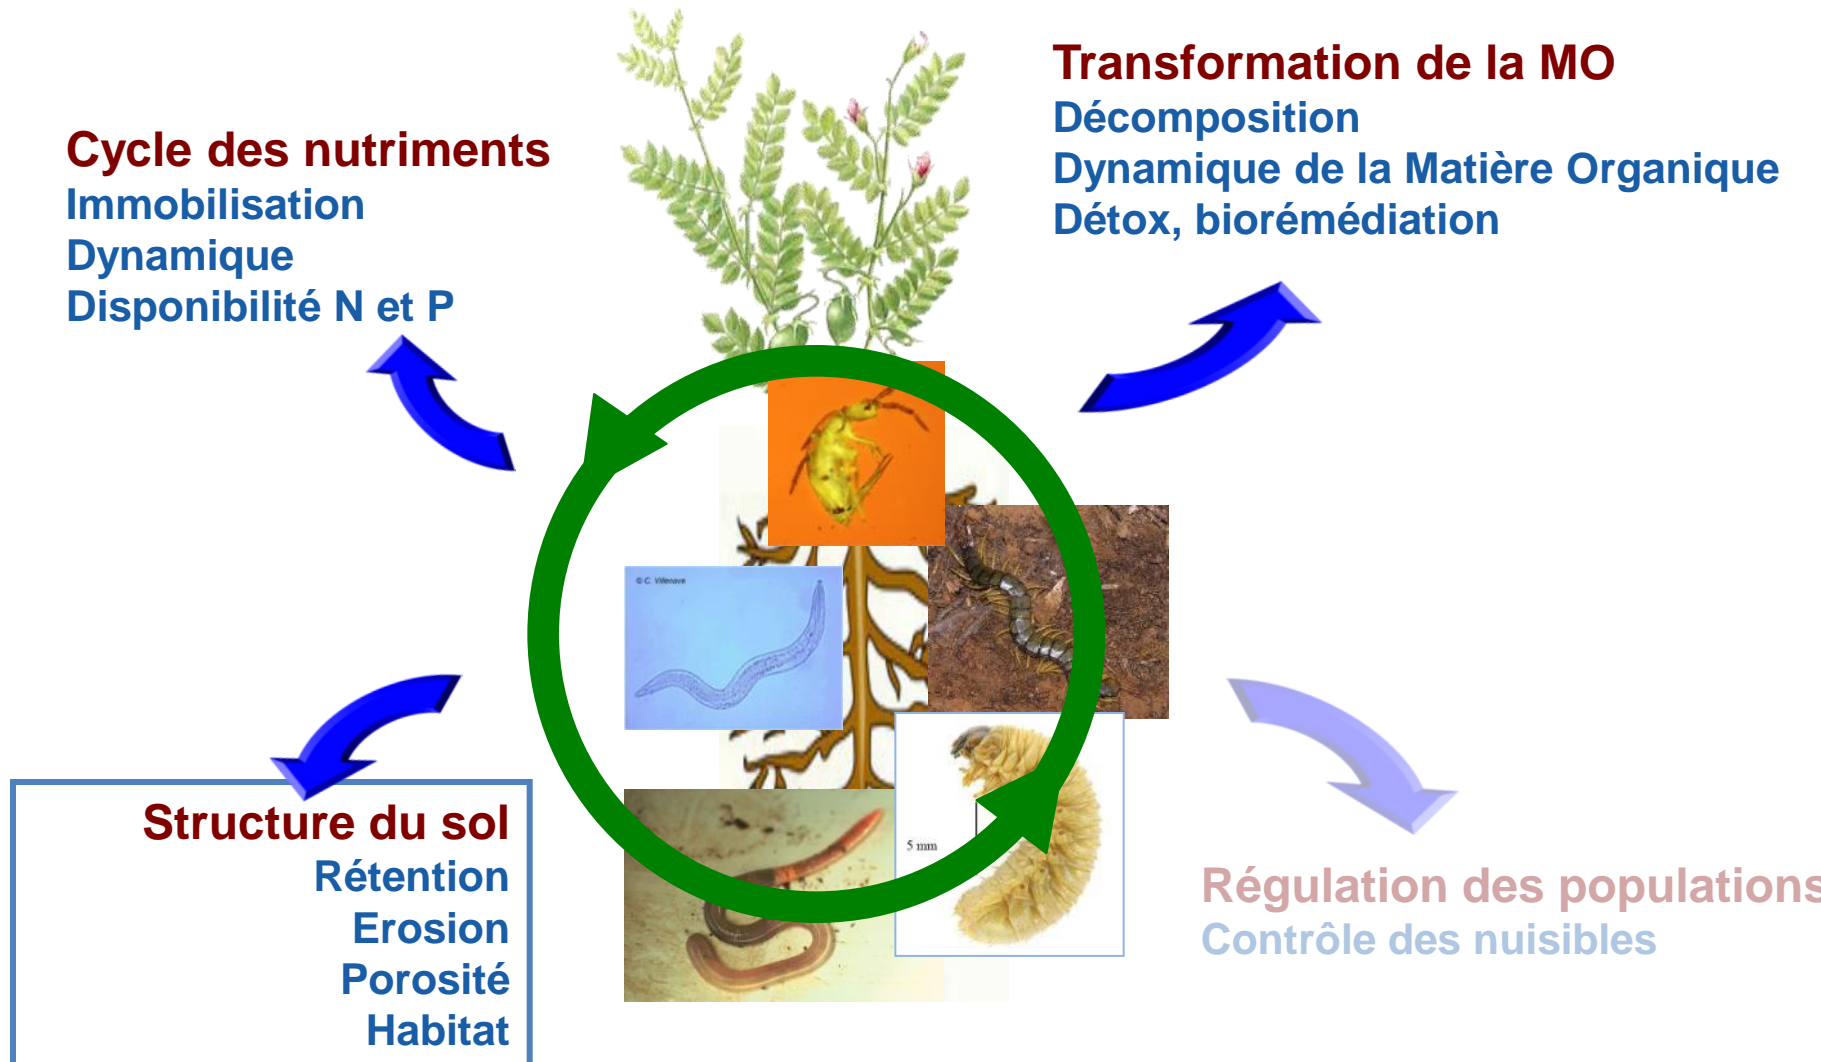 Cycle des nutriments
Immobilisation
Dynamique
Disponibilité N et P
Transformation de la MO
Décomposition
Dynamique de la Matière Organique
Détox, biorémédiation
© C. Villenave
5 mm
Structure du sol
Rétention
Erosion
Porosité
Habitat
Régulation des populations
Contrôle des nuisibles